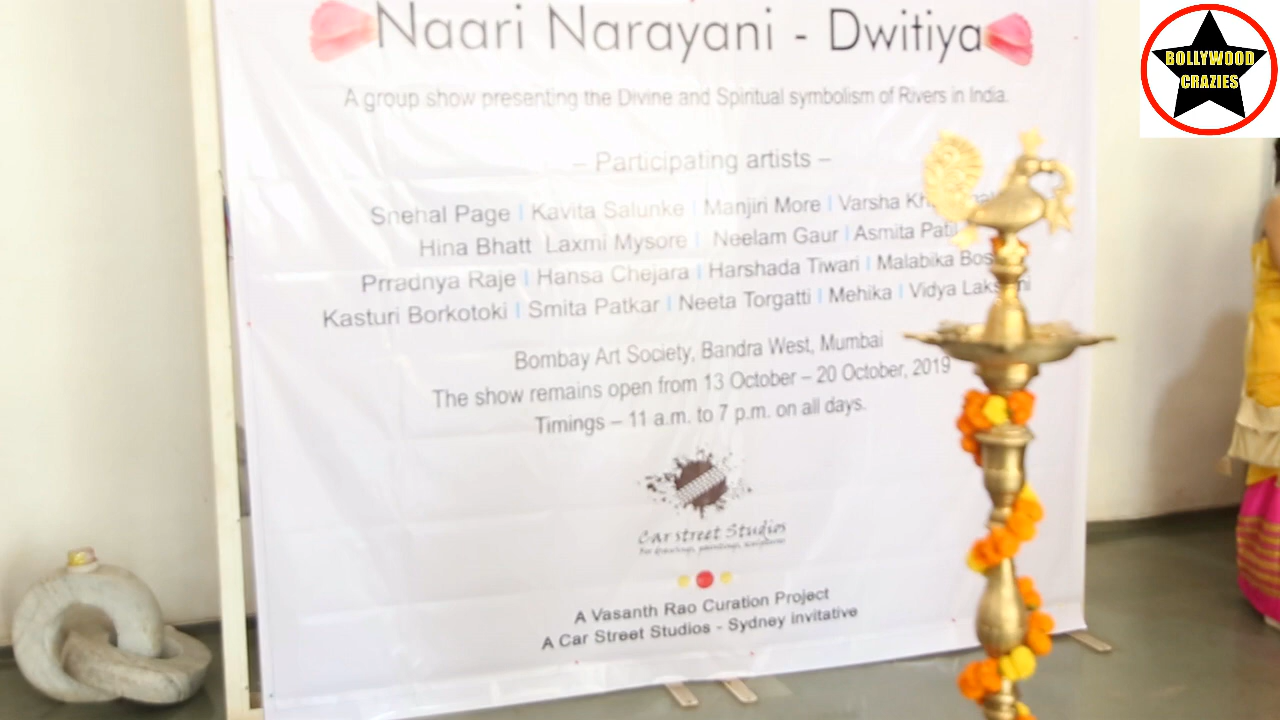 Naari Narayani - Dwitiya
BOLLYWOOD
CRAZIES
A group show presenting the Divine and Spiritual symbolism of Rivers in India.
– Participating artists –
Snehal Page | Kavita Salunke | Manjiri More | Varsha
Hina Bhatt Laxmi Mysore | Neelam Gaur | Asmita
Prradnya Raje | Hansa Chejara | Harshada Tiwari | Malabika
Kasturi Borkotoki | Smita Patkar | Neeta Torgatti | Mehika | Vidya
Bombay Art Society, Bandra West, Mumbai
The show remains open from 13 October – 20 October, 2019
Timings – 11 a.m. to 7 p.m. on all days.
Car street Studios
For drawings, paintings, sculptures
A Vasanth Rao Curation Project
A Car Street Studios - Sydney invitative